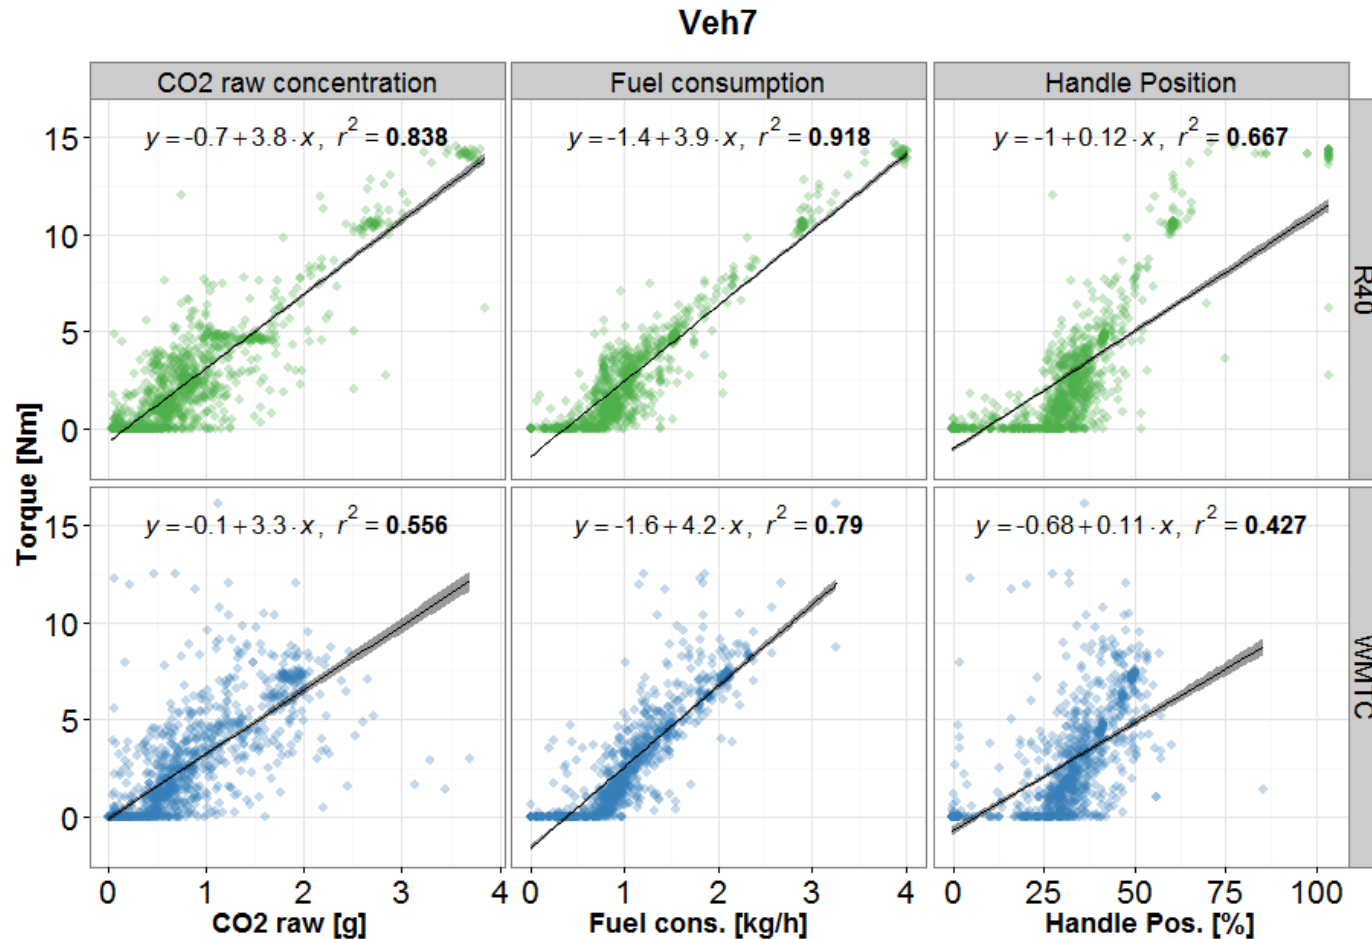 Veh7
CO2 raw concentration
Fuel consumption
Handle Position
y = -0.7 + 3.8 · x, r² = 0.838
y = -1.4 + 3.9 · x, r² = 0.918
y = -1 + 0.12 · x, r² = 0.667
R40
15
10
5
0
Torque [Nm]
y = -0.1 + 3.3 · x, r² = 0.556
y = -1.6 + 4.2 · x, r² = 0.79
y = -0.68 + 0.11 · x, r² = 0.427
WMTC
15
10
5
0
0 1 2 3 4
0 1 2 3 4
0 25 50 75 100
CO2 raw [g]
Fuel cons. [kg/h]
Handle Pos. [%]